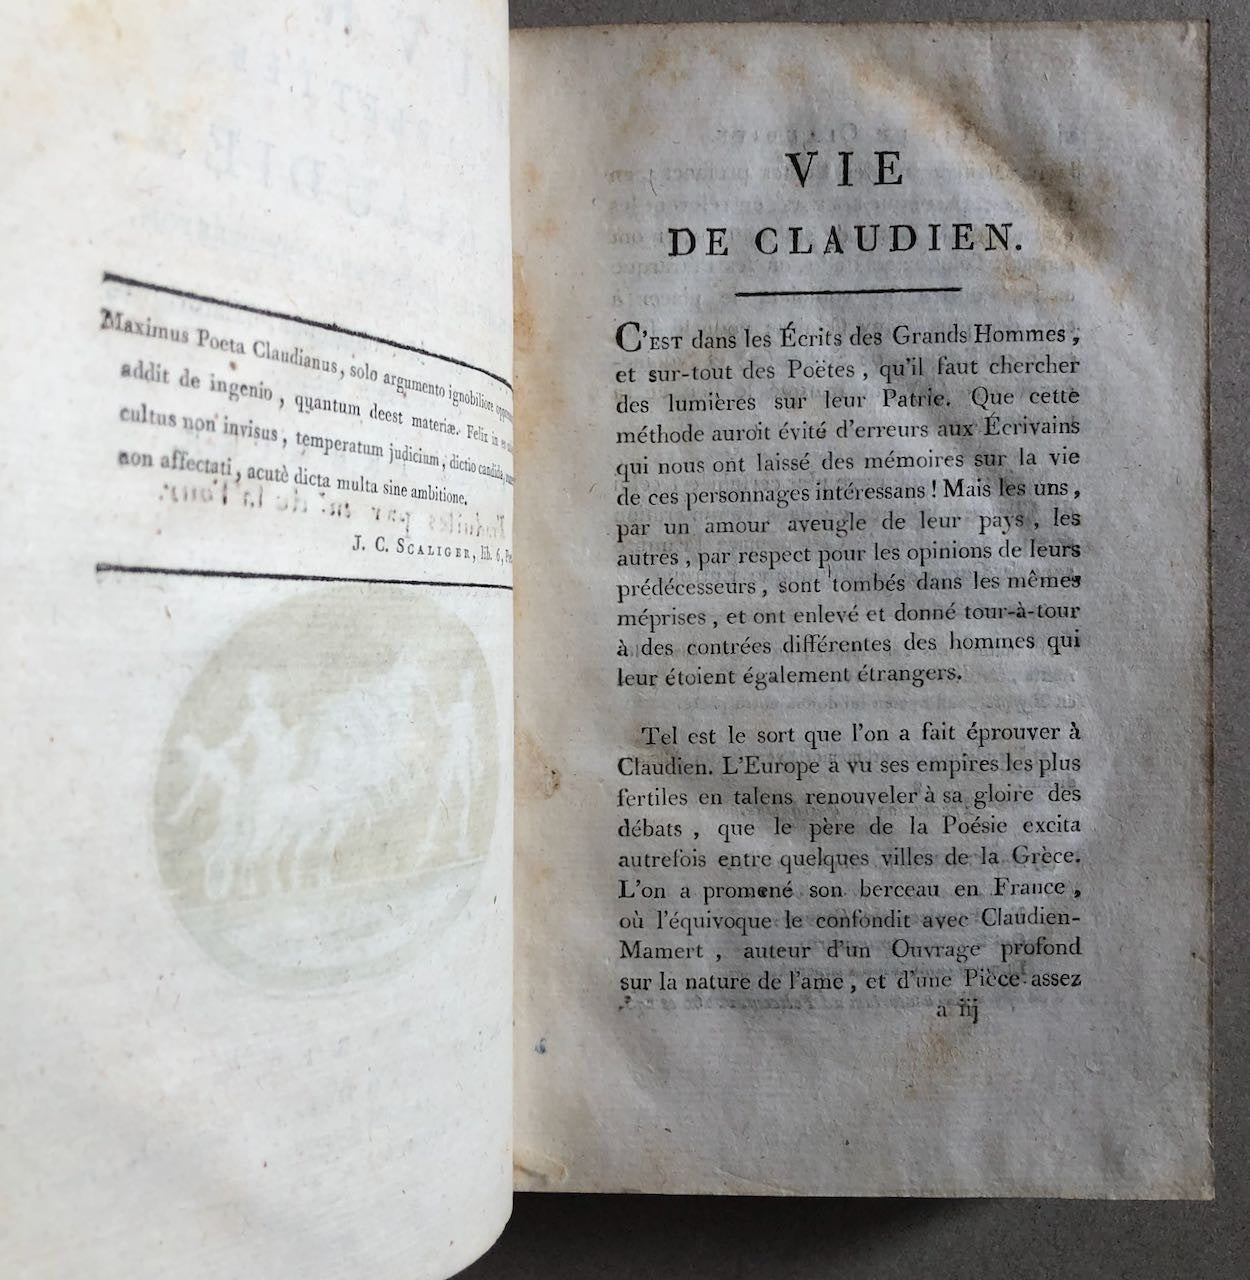 Maximus Poeta Claudianus, solo argumento ignobiliore
addit de ingenio, quantum deest materiæ. Felix in
cultus non invisus, temperatum judicium, dictio candida,
non affectati, acutè dicta multa sine ambitione.
J. C. SCALIGER, lib. 6,
VIE
DE CLAUDIEN.
C'EST dans les Écrits des Grands Hommes,
et sur-tout des Poëtes, qu'il faut chercher
des lumières sur leur Patrie. Que cette
méthode auroit évité d'erreurs aux Écrivains
qui nous ont laissé des mémoires sur la vie
de ces personnages intéressans ! Mais les uns,
par un amour aveugle de leur pays, les
autres, par respect pour les opinions de leurs
prédécesseurs, sont tombés dans les mêmes
méprises, et ont enlevé et donné tour-à-tour
à des contrées différentes des hommes qui
leur étoient également étrangers.
Tel est le sort que l'on a fait éprouver à
Claudien. L'Europe a vu ses empires les plus
fertiles en talens renouveler à sa gloire des
débats, que le père de la Poésie excita
autrefois entre quelques villes de la Grèce.
L'on a promené son berceau en France,
où l'équivoque le confondit avec Claudien-
Mamert, auteur d'un Ouvrage profond
sur la nature de l'ame, et d'une Pièce assez
a iij